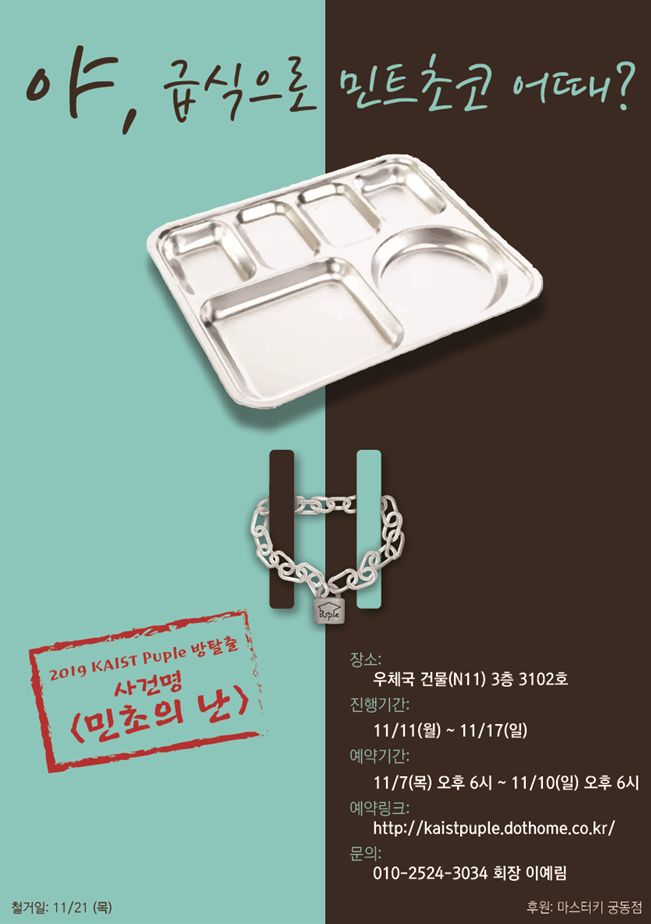 야, 급식으로 민트초코 어때?
Puple
2019 KAIST Puple 방탈출
사건명
<민초의 난>
장소:
우체국 건물(N11) 3층 3102호
진행기간:
11/11(월) ~ 11/17(일)
예약기간:
11/7(목) 오후 6시 ~ 11/10(일) 오후 6시
예약링크:
http://kaistpuple.dothome.co.kr/
문의:
010-2524-3034 회장 이예림
철거일: 11/21 (목)
후원: 마스터키 궁동점